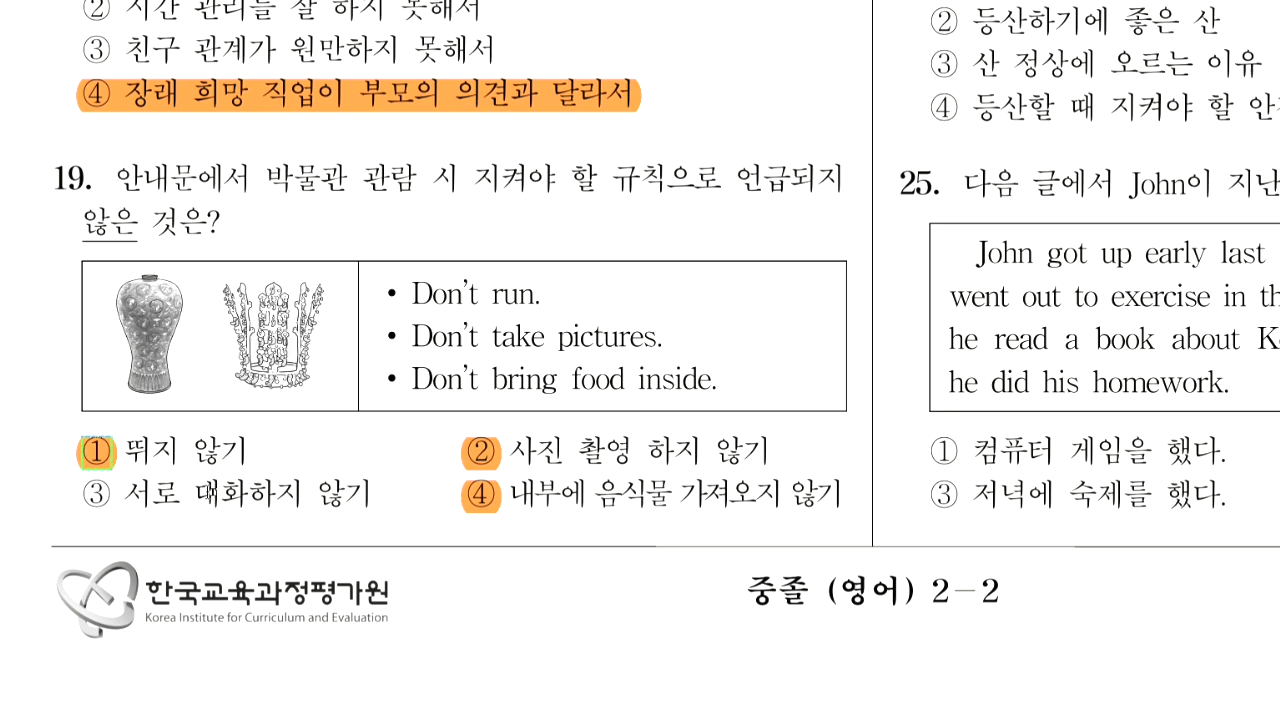 ② 시간 관리를 잘 하지 못해서
③ 친구 관계가 원만하지 못해서
④ 장래 희망 직업이 부모의 의견과 달라서
19. 안내문에서 박물관 관람 시 지켜야 할 규칙으로 언급되지
않은 것은?
• Don't run.
• Don't take pictures.
• Don't bring food inside.
① 뛰지 않기
② 사진 촬영 하지 않기
③ 서로 대화하지 않기
④ 내부에 음식물 가져오지 않기
② 등산하기에 좋은 산
③ 산 정상에 오르는 이유
④ 등산할 때 지켜야 할
25. 다음 글에서 John이 지난
John got up early last
went out to exercise in
he read a book about
he did his homework.
① 컴퓨터 게임을 했다.
③ 저녁에 숙제를 했다.
한국교육과정평가원
Korea Institute for Curriculum and Evaluation
중졸 (영어) 2-2